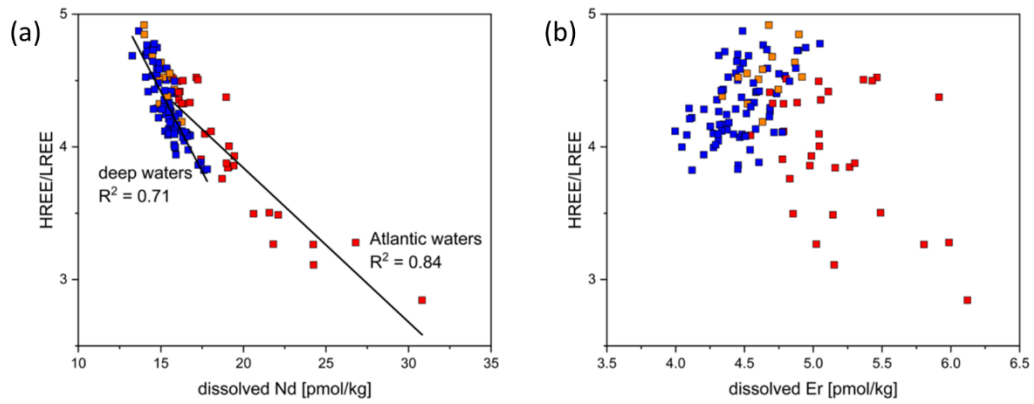 (a)
HREE/LREE
5
4
3
deep waters
R² = 0.71
Atlantic waters
R² = 0.84
10 15 20 25 30 35
dissolved Nd [pmol/kg]
(b)
HREE/LREE
5
4
3
3.5 4.0 4.5 5.0 5.5 6.0 6.5
dissolved Er [pmol/kg]